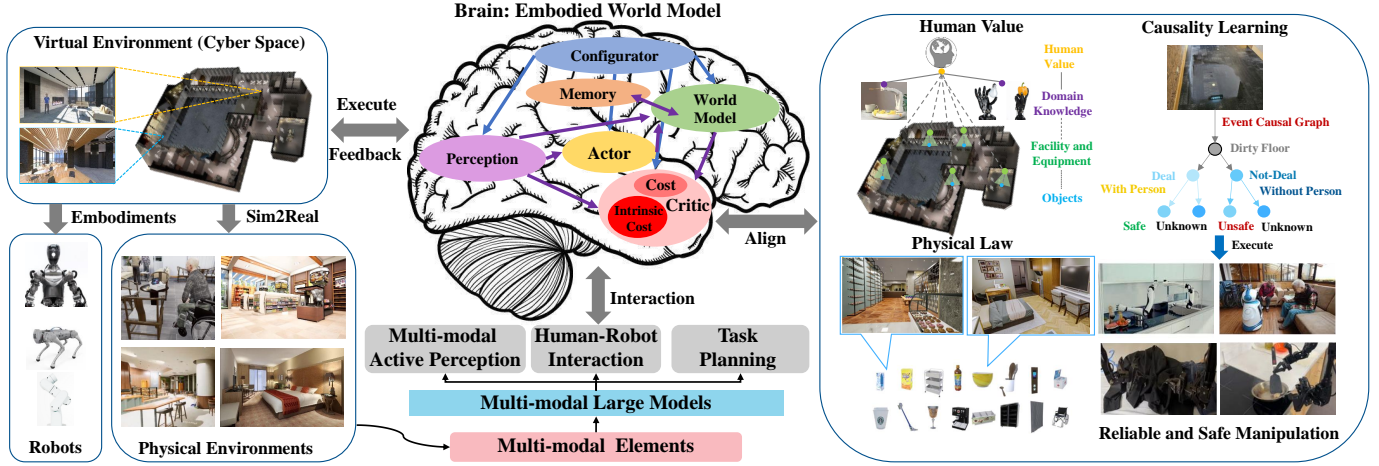 Virtual Environment (Cyber Space)
Embodiments
Sim2Real
Robots
Physical Environments
Execute
Feedback
Brain: Embodied World Model
Configurator
Memory
World
Model
Perception
Actor
Cost
Critic
Intrinsic
Cost
Align
Interaction
Multi-modal
Active Perception
Human-Robot
Interaction
Task
Planning
Multi-modal Large Models
Multi-modal Elements
Human Value
Human
Value
Domain
Knowledge
Facility and
Equipment
Objects
Physical Law
Causality Learning
Event Causal Graph
Dirty Floor
Deal
Not-Deal
With Person
Without Person
Safe
Unknown
Unsafe
Unknown
Execute
Reliable and Safe Manipulation